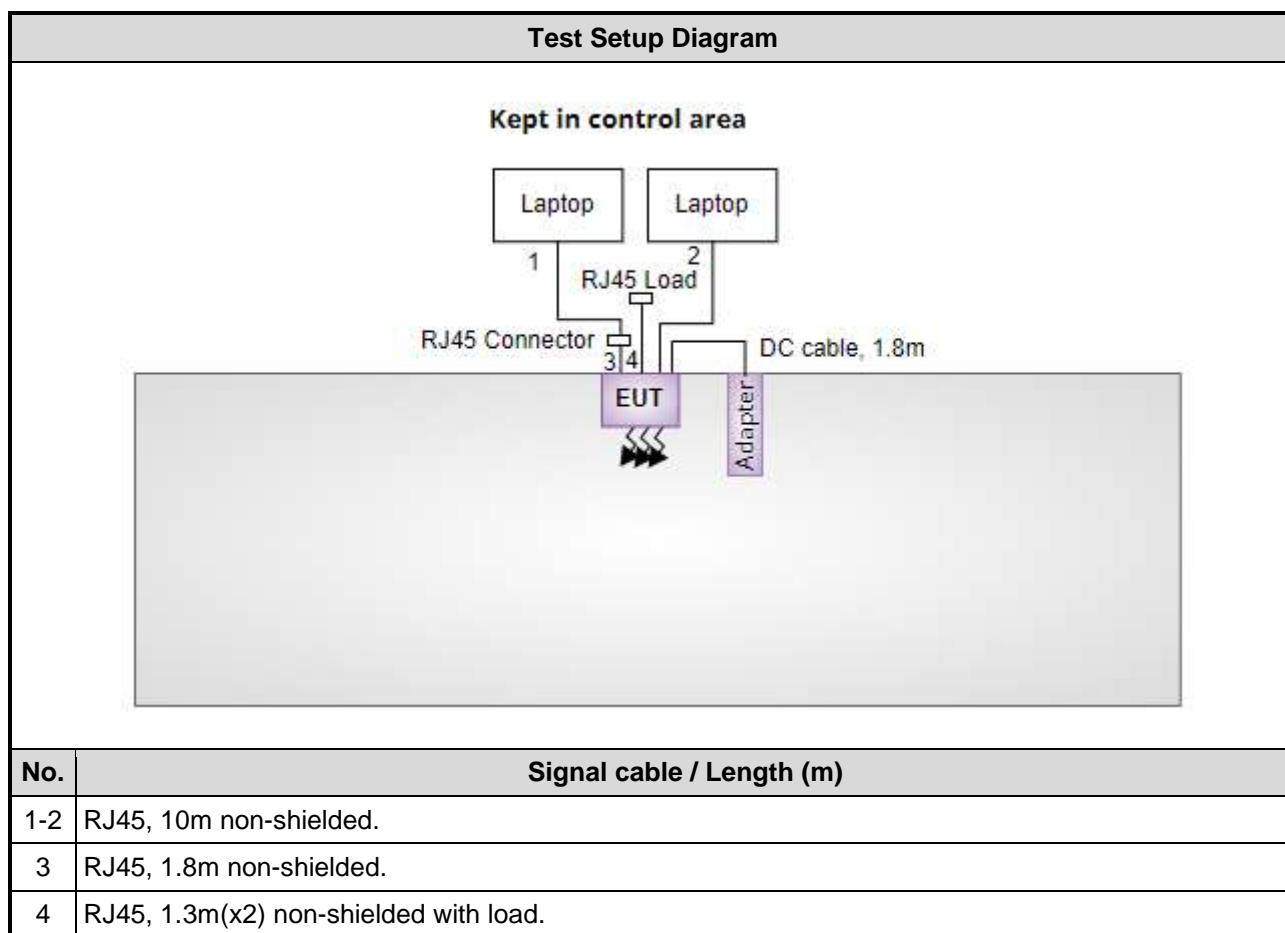 Test Setup Diagram
Kept in control area
Laptop
Laptop
1
2
RJ45 Load
RJ45 Connector
3
4
DC cable, 1.8m
EUT
Adapter
No. Signal cable / Length (m)
1-2 RJ45, 10m non-shielded.
3 RJ45, 1.8m non-shielded.
4 RJ45, 1.3m(x2) non-shielded with load.